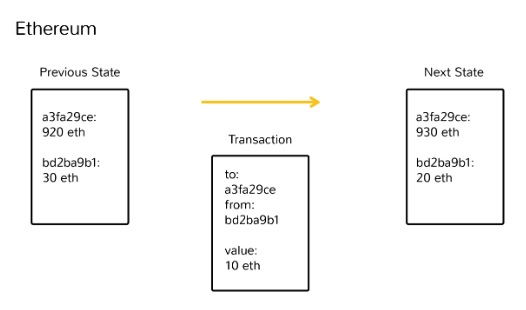 Ethereum
Previous State
a3fa29ce:
920 eth
bd2ba9b1:
30 eth
Transaction
to:
a3fa29ce
from:
bd2ba9b1
value:
10 eth
Next State
a3fa29ce:
930 eth
bd2ba9b1:
20 eth